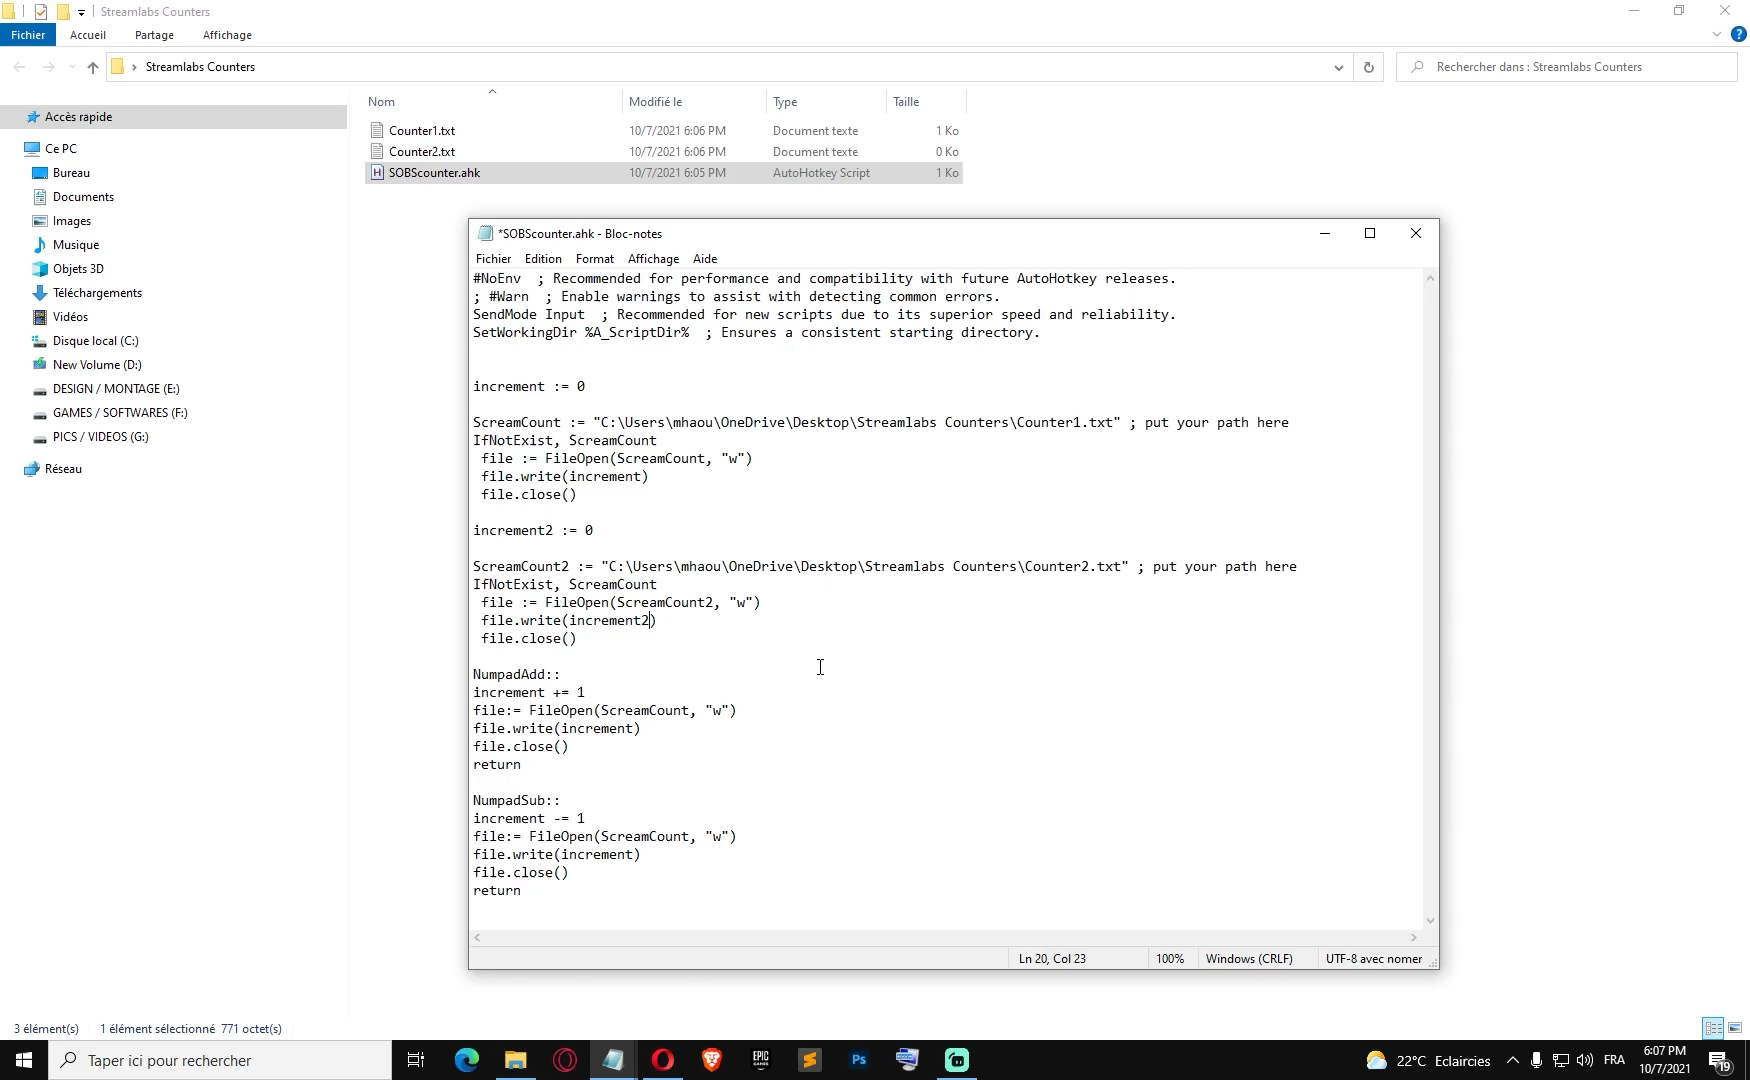 Streamlabs Counters
Fichier Accueil Partage Affichage
Streamlabs Counters
Rechercher dans : Streamlabs Counters
Accès rapide
Ce PC
Bureau
Documents
Images
Musique
Objets 3D
Téléchargements
Vidéos
Disque local (C:)
New Volume (D:)
DESIGN / MONTAGE (E:)
GAMES / SOFTWARES (F:)
PICS / VIDEOS (G:)
Réseau
Nom Modifié le Type Taille
Counter1.txt 10/7/2021 6:06 PM Document texte 1 Ko
Counter2.txt 10/7/2021 6:06 PM Document texte 0 Ko
SOBScounter.ahk 10/7/2021 6:05 PM AutoHotkey Script 1 Ko
*SOBScounter.ahk - Bloc-notes
Fichier Edition Format Affichage Aide
#NoEnv  ; Recommended for performance and compatibility with future AutoHotkey releases.
; #Warn  ; Enable warnings to assist with detecting common errors.
SendMode Input  ; Recommended for new scripts due to its superior speed and reliability.
SetWorkingDir %A_ScriptDir%  ; Ensures a consistent starting directory.
increment := 0
ScreamCount := "C:\Users\mhaou\OneDrive\Desktop\Streamlabs Counters\Counter1.txt" ; put your path here
IfNotExist, ScreamCount
file := FileOpen(ScreamCount, "w")
file.write(increment)
file.close()
increment2 := 0
ScreamCount2 := "C:\Users\mhaou\OneDrive\Desktop\Streamlabs Counters\Counter2.txt" ; put your path here
IfNotExist, ScreamCount
file := FileOpen(ScreamCount2, "w")
file.write(increment2)
file.close()
NumpadAdd::
increment += 1
file:= FileOpen(ScreamCount, "w")
file.write(increment)
file.close()
return
NumpadSub::
increment -= 1
file:= FileOpen(ScreamCount, "w")
file.write(increment)
file.close()
return
Ln 20, Col 23 100% Windows (CRLF) UTF-8 avec nomer
3 élément(s) 1 élément sélectionné 771 octet(s)
Taper ici pour rechercher
EPIC GAMES
Ps
22°C Eclaircies
FRA
6:07 PM
10/7/2021
19